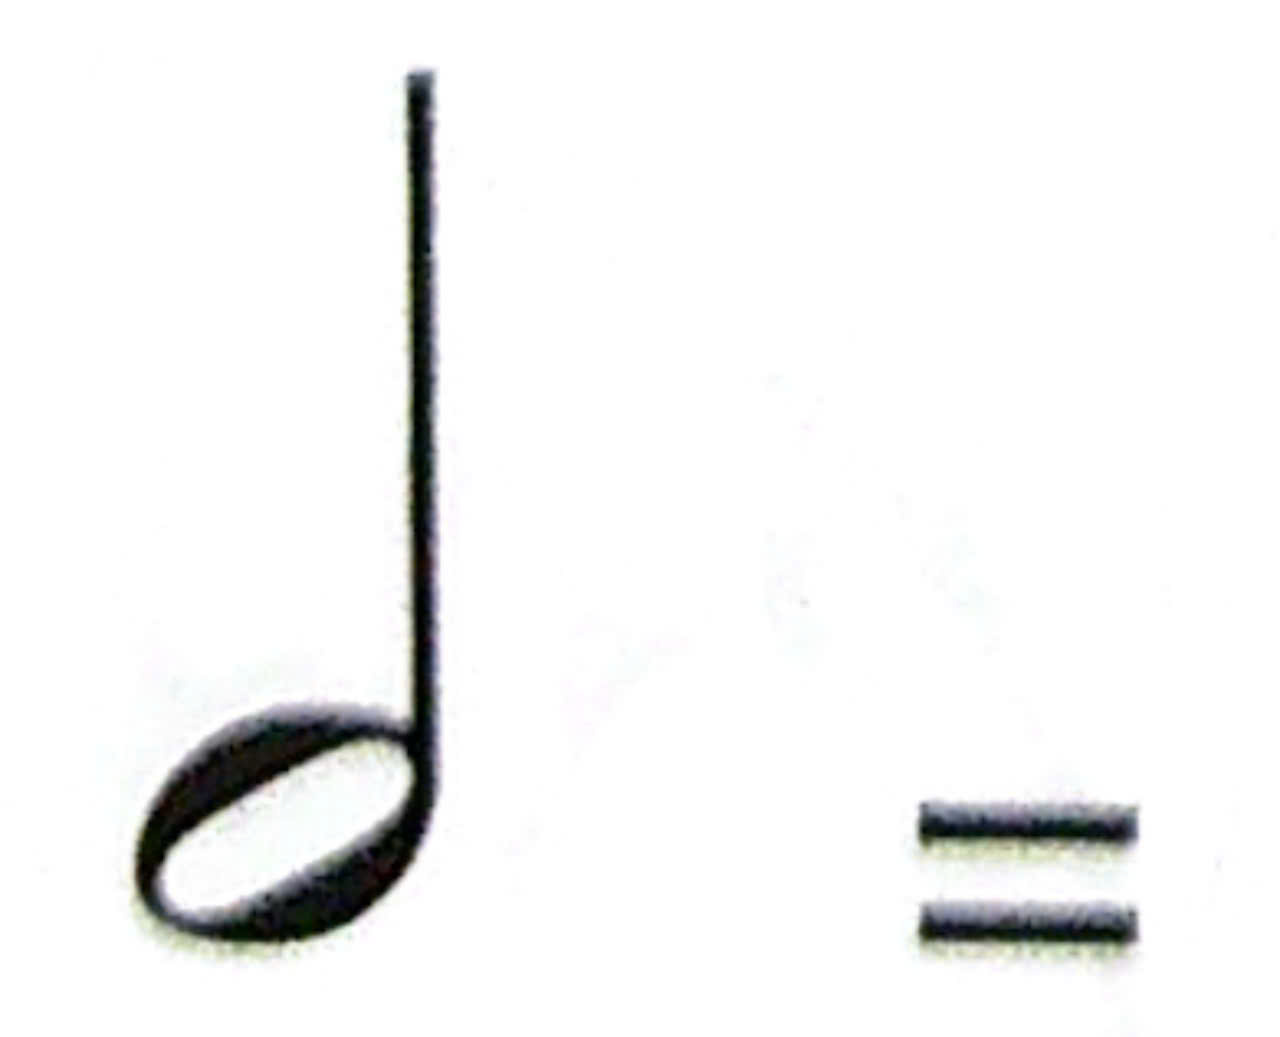 𝅗𝅥 =